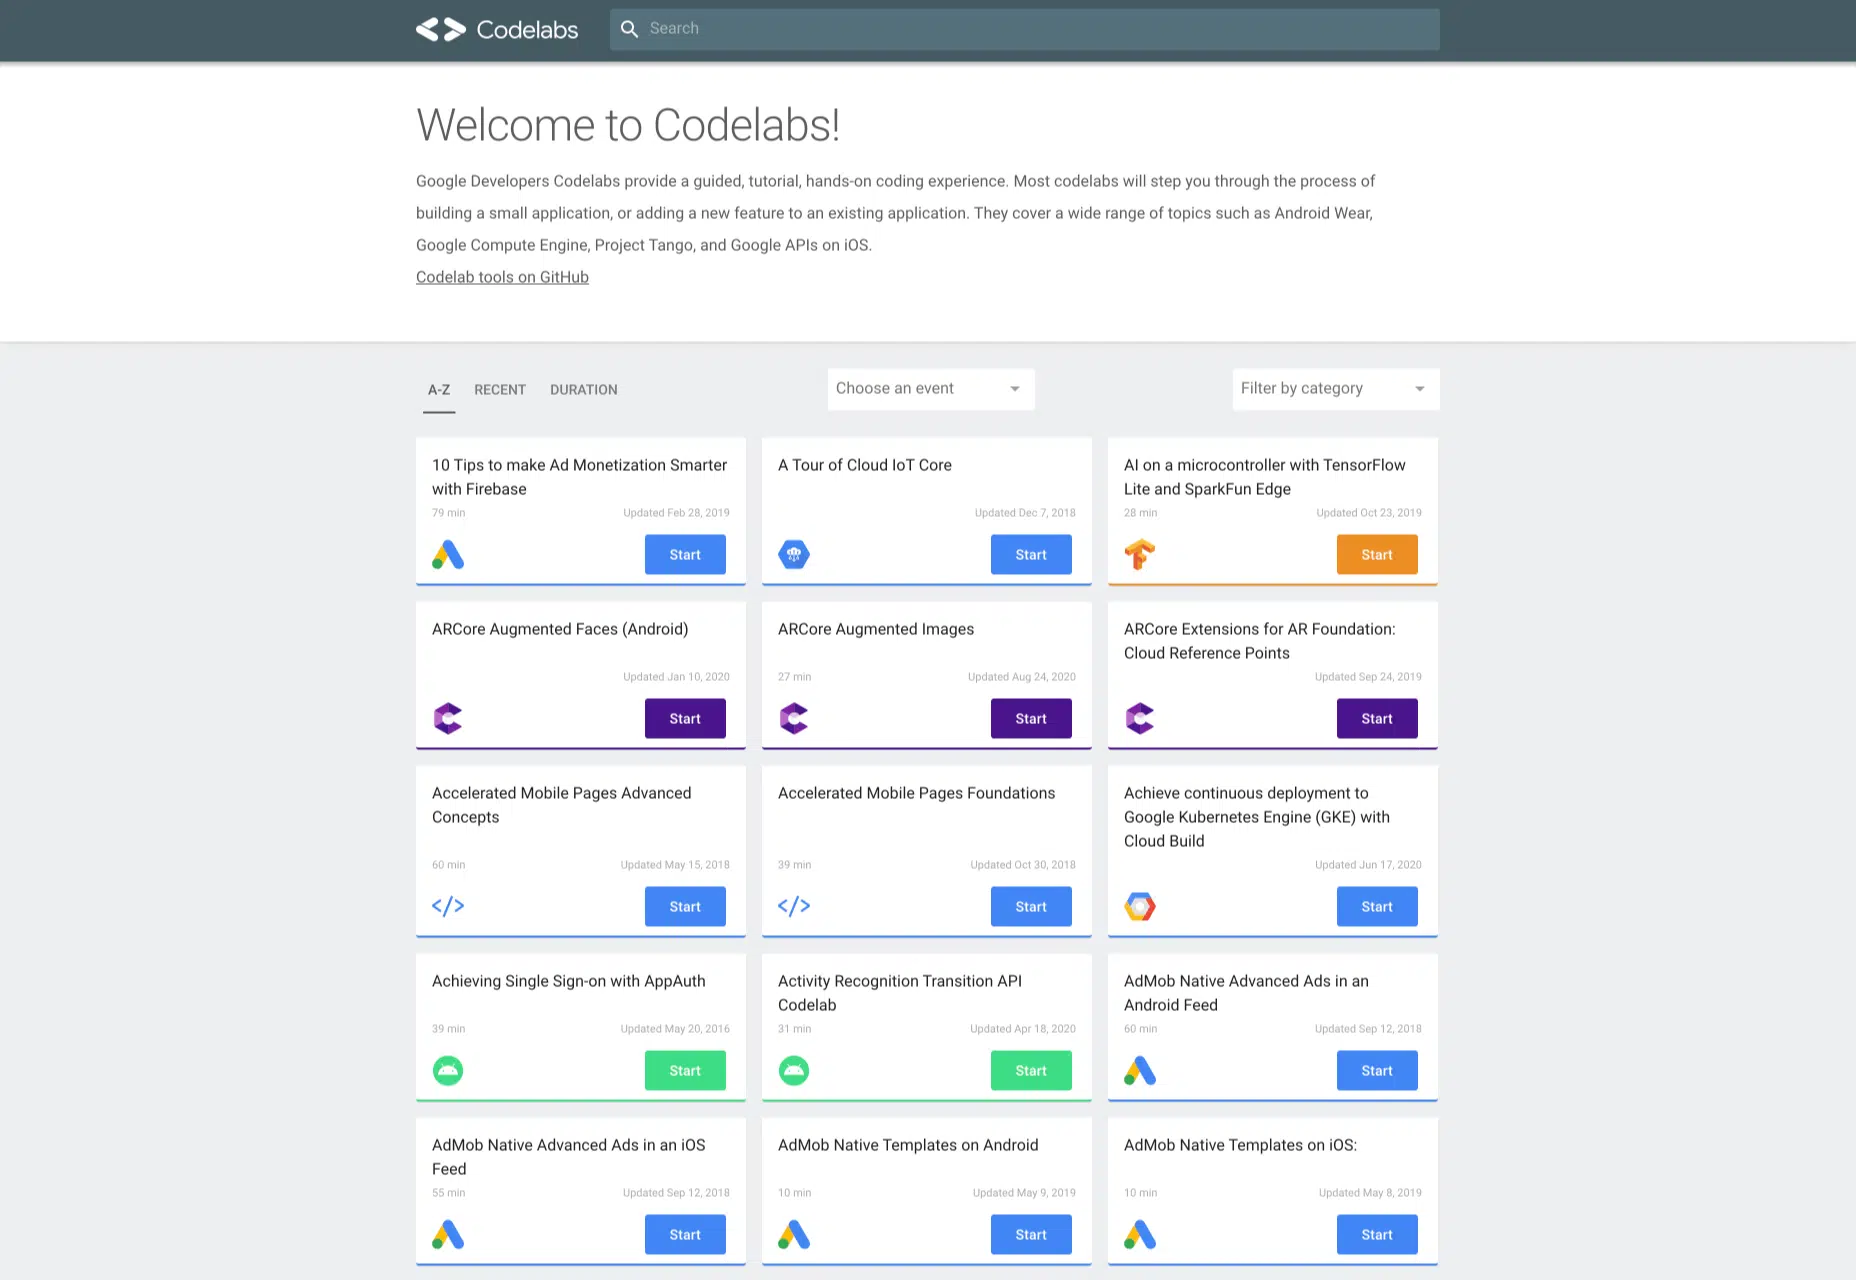 Codelabs
Search
Welcome to Codelabs!
Google Developers Codelabs provide a guided, tutorial, hands-on coding experience. Most codelabs will step you through the process of
building a small application, or adding a new feature to an existing application. They cover a wide range of topics such as Android Wear,
Google Compute Engine, Project Tango, and Google APIs on iOS.
Codelab tools on GitHub
A-Z RECENT DURATION
Choose an event
Filter by category
10 Tips to make Ad Monetization Smarter
with Firebase
79 min Updated Feb 28, 2019
Start
A Tour of Cloud IoT Core
Updated Dec 7, 2018
Start
AI on a microcontroller with TensorFlow
Lite and SparkFun Edge
28 min Updated Oct 23, 2019
Start
ARCore Augmented Faces (Android)
Updated Jan 10, 2020
Start
ARCore Augmented Images
27 min Updated Aug 24, 2020
Start
ARCore Extensions for AR Foundation:
Cloud Reference Points
Updated Sep 24, 2019
Start
Accelerated Mobile Pages Advanced
Concepts
60 min Updated May 15, 2018
Start
Accelerated Mobile Pages Foundations
39 min Updated Oct 30, 2018
Start
Achieve continuous deployment to
Google Kubernetes Engine (GKE) with
Cloud Build
Updated Jun 17, 2020
Start
Achieving Single Sign-on with AppAuth
39 min Updated May 20, 2016
Start
Activity Recognition Transition API
Codelab
31 min Updated Apr 18, 2020
Start
AdMob Native Advanced Ads in an
Android Feed
60 min Updated Sep 12, 2018
Start
AdMob Native Advanced Ads in an iOS
Feed
55 min Updated Sep 12, 2018
Start
AdMob Native Templates on Android
10 min Updated May 9, 2019
Start
AdMob Native Templates on iOS:
10 min Updated May 8, 2019
Start